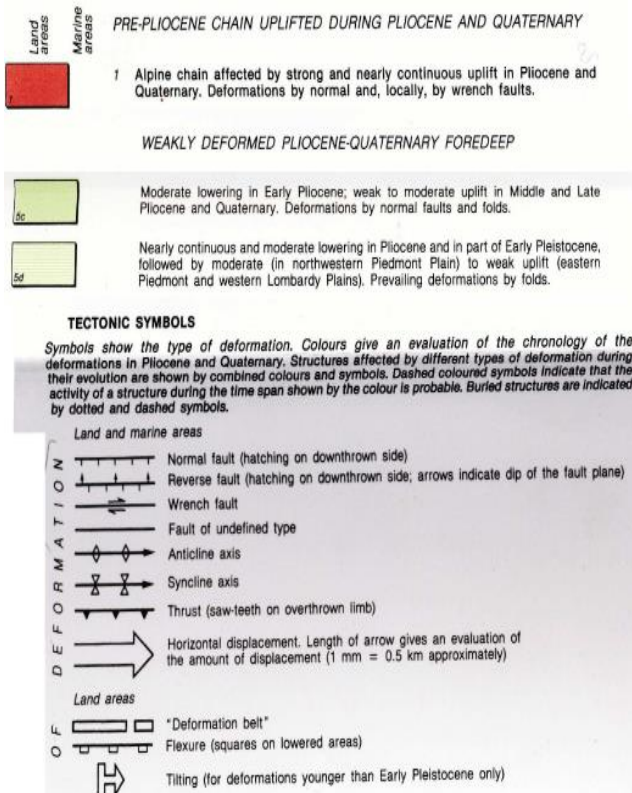 Land areas
Marine areas
PRE-PLIOCENE CHAIN UPLIFTED DURING PLIOCENE AND QUATERNARY
1
1 Alpine chain affected by strong and nearly continuous uplift in Pliocene and
Quaternary. Deformations by normal and, locally, by wrench faults.
WEAKLY DEFORMED PLIOCENE-QUATERNARY FOREDEEP
5c
Moderate lowering in Early Pliocene; weak to moderate uplift in Middle and Late
Pliocene and Quaternary. Deformations by normal faults and folds.
5d
Nearly continuous and moderate lowering in Pliocene and in part of Early Pleistocene,
followed by moderate (in northwestern Piedmont Plain) to weak uplift (eastern
Piedmont and western Lombardy Plains). Prevailing deformations by folds.
TECTONIC SYMBOLS
Symbols show the type of deformation. Colours give an evaluation of the chronology of the
deformations in Pliocene and Quaternary. Structures affected by different types of deformation during
their evolution are shown by combined colours and symbols. Dashed coloured symbols indicate that the
activity of a structure during the time span shown by the colour is probable. Buried structures are indicated
by dotted and dashed symbols.
Land and marine areas
Normal fault (hatching on downthrown side)
Reverse fault (hatching on downthrown side; arrows indicate dip of the fault plane)
Wrench fault
Fault of undefined type
Anticline axis
Syncline axis
Thrust (saw-teeth on overthrown limb)
Horizontal displacement. Length of arrow gives an evaluation of
the amount of displacement (1 mm = 0.5 km approximately)
Land areas
"Deformation belt"
Flexure (squares on lowered areas)
Tilting (for deformations younger than Early Pleistocene only)
OF DEFORMATION